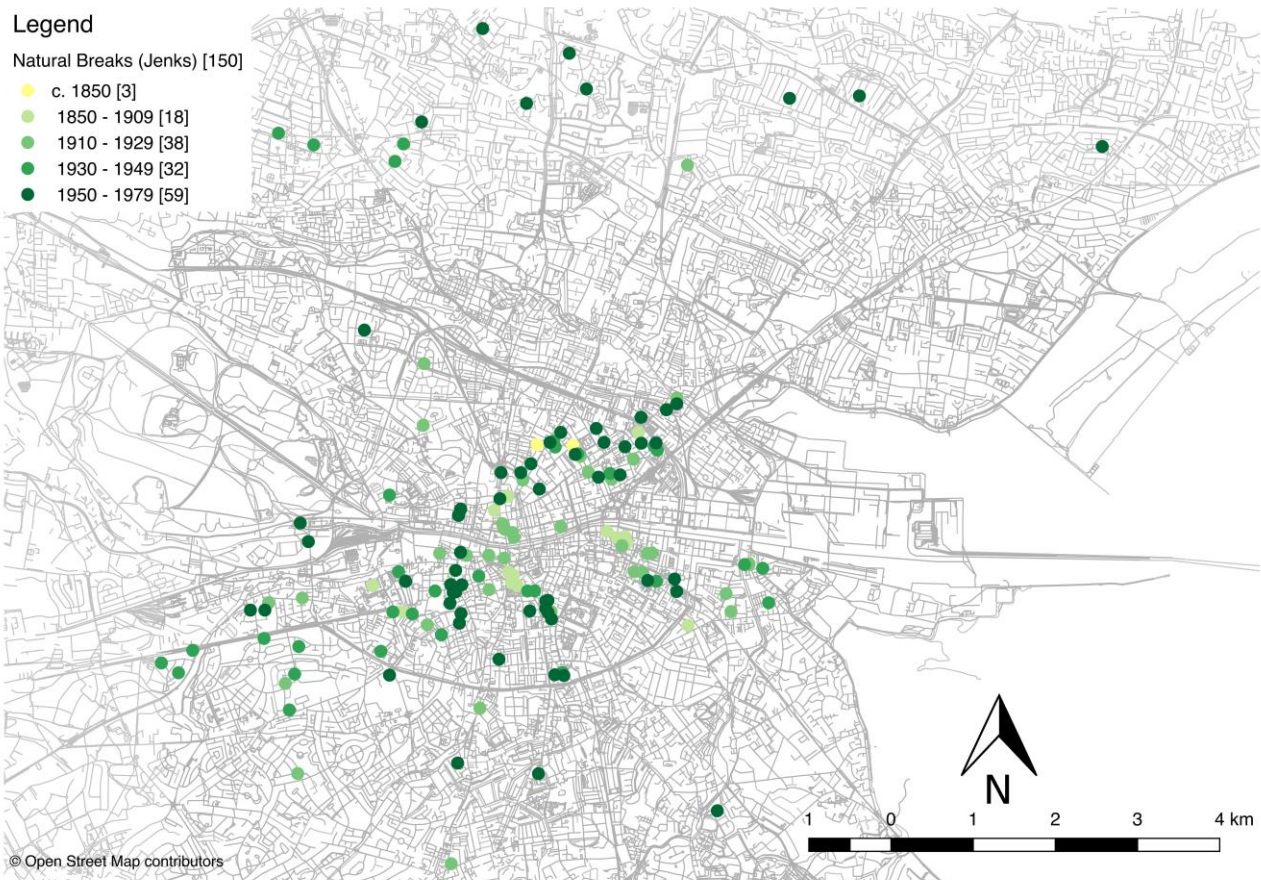 Legend
Natural Breaks (Jenks) [150]
c. 1850 [3]
1850 - 1909 [18]
1910 - 1929 [38]
1930 - 1949 [32]
1950 - 1979 [59]
N
1 0 1 2 3 4 km
© Open Street Map contributors